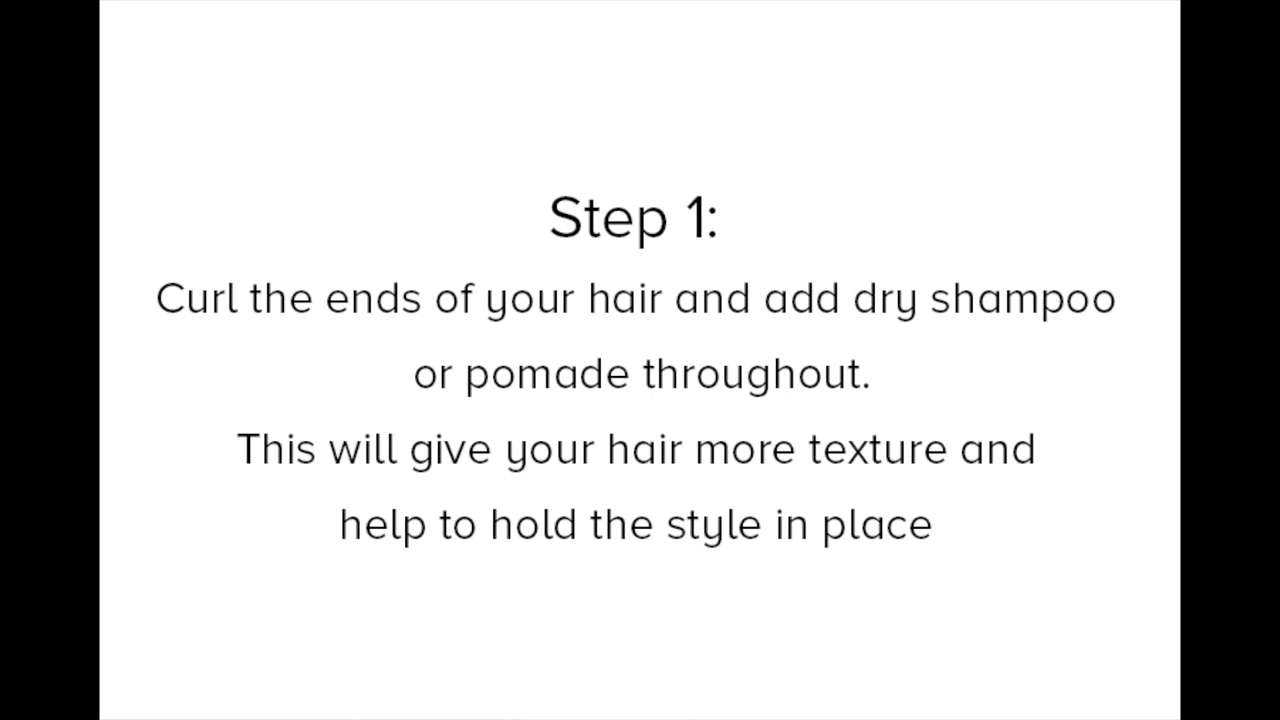 Step 1:
Curl the ends of your hair and add dry shampoo
or pomade throughout.
This will give your hair more texture and
help to hold the style in place